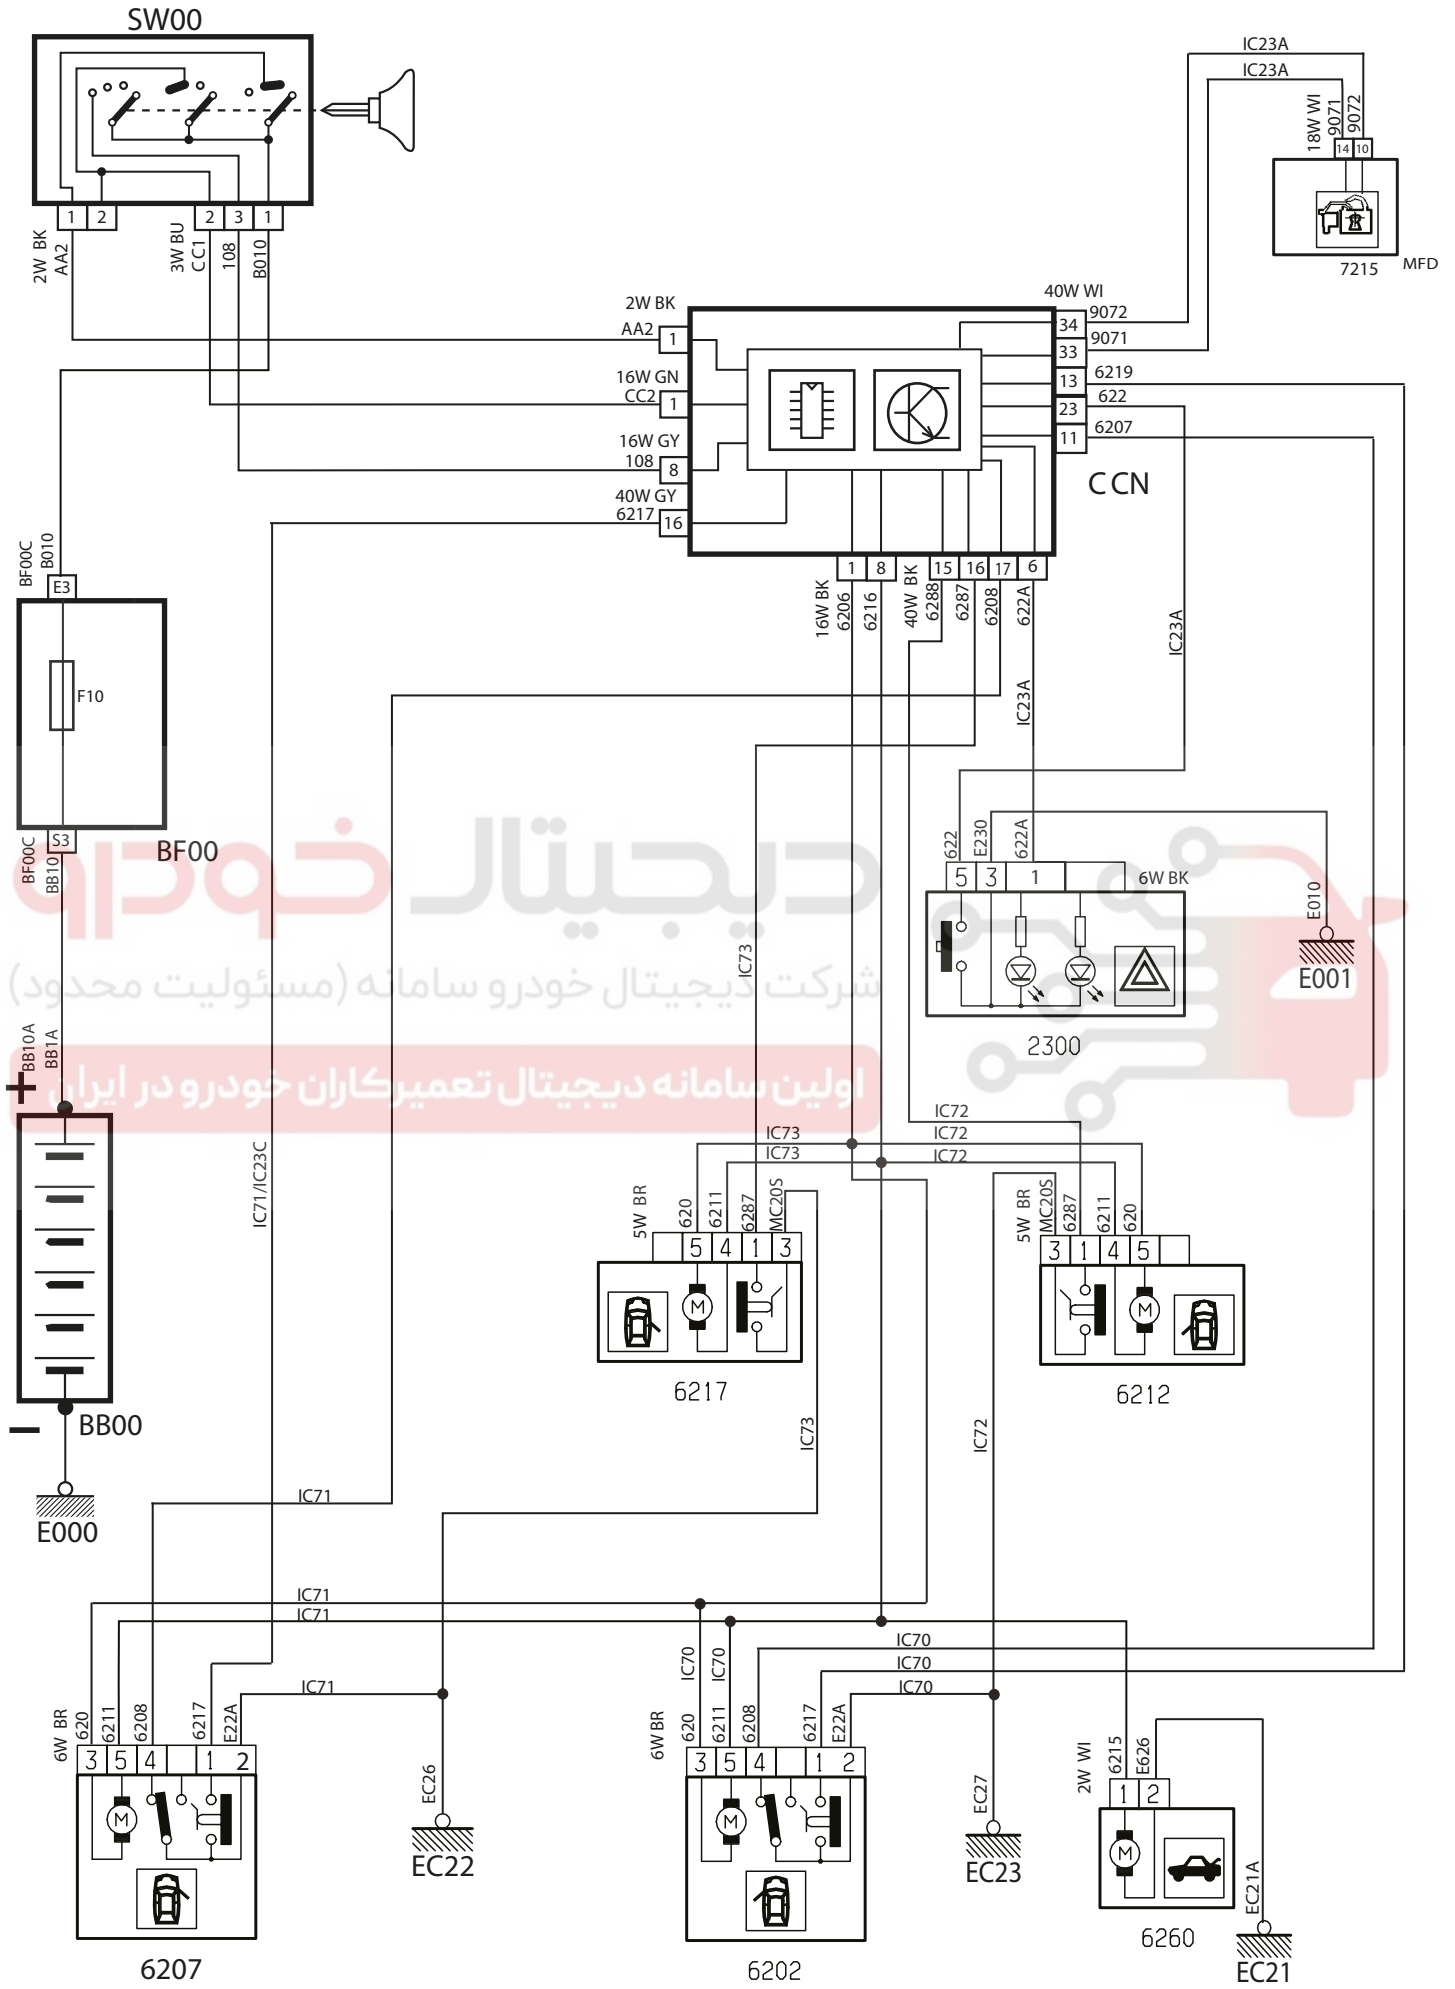 SW00
1
2
2
3
1
2W BK
AA2
3W BU
CC1
108
B010
IC23A
IC23A
18W WI
9071
9072
14
10
7215
MFD
2W BK
AA2
1
16W GN
CC2
1
16W GY
108
8
40W GY
6217
16
40W WI
34
9072
33
9071
13
6219
23
622
11
6207
CCN
1
8
15
16
17
6
16W BK
6206
6216
40W BK
6288
6287
6208
622A
IC23A
IC23A
BF00C
B010
E3
F10
S3
BF00
BF00C
BB10
دیجیتال خودرو
شرکت دیجیتال خودرو سامانه (مسئولیت محدود)
اولین سامانه دیجیتال تعمیرکاران خودرو در ایران
BB10A
BB1A
+
−
BB00
E000
622
E230
622A
5
3
1
6W BK
2300
E010
E001
IC73
IC71/IC23C
IC72
IC73
IC72
IC73
IC72
5W BR
620
6211
6287
MC20S
5
4
1
3
M
6217
5W BR
MC20S
6287
6211
620
3
1
4
5
M
6212
IC73
IC72
IC71
IC71
IC71
IC70
IC70
IC70
IC70
IC71
IC70
6W BR
620
6211
6208
6217
E22A
3
5
4
1
2
M
6207
EC26
EC22
6W BR
620
6211
6208
6217
E22A
3
5
4
1
2
M
6202
EC27
EC23
2W WI
6215
E626
1
2
M
6260
EC21A
EC21